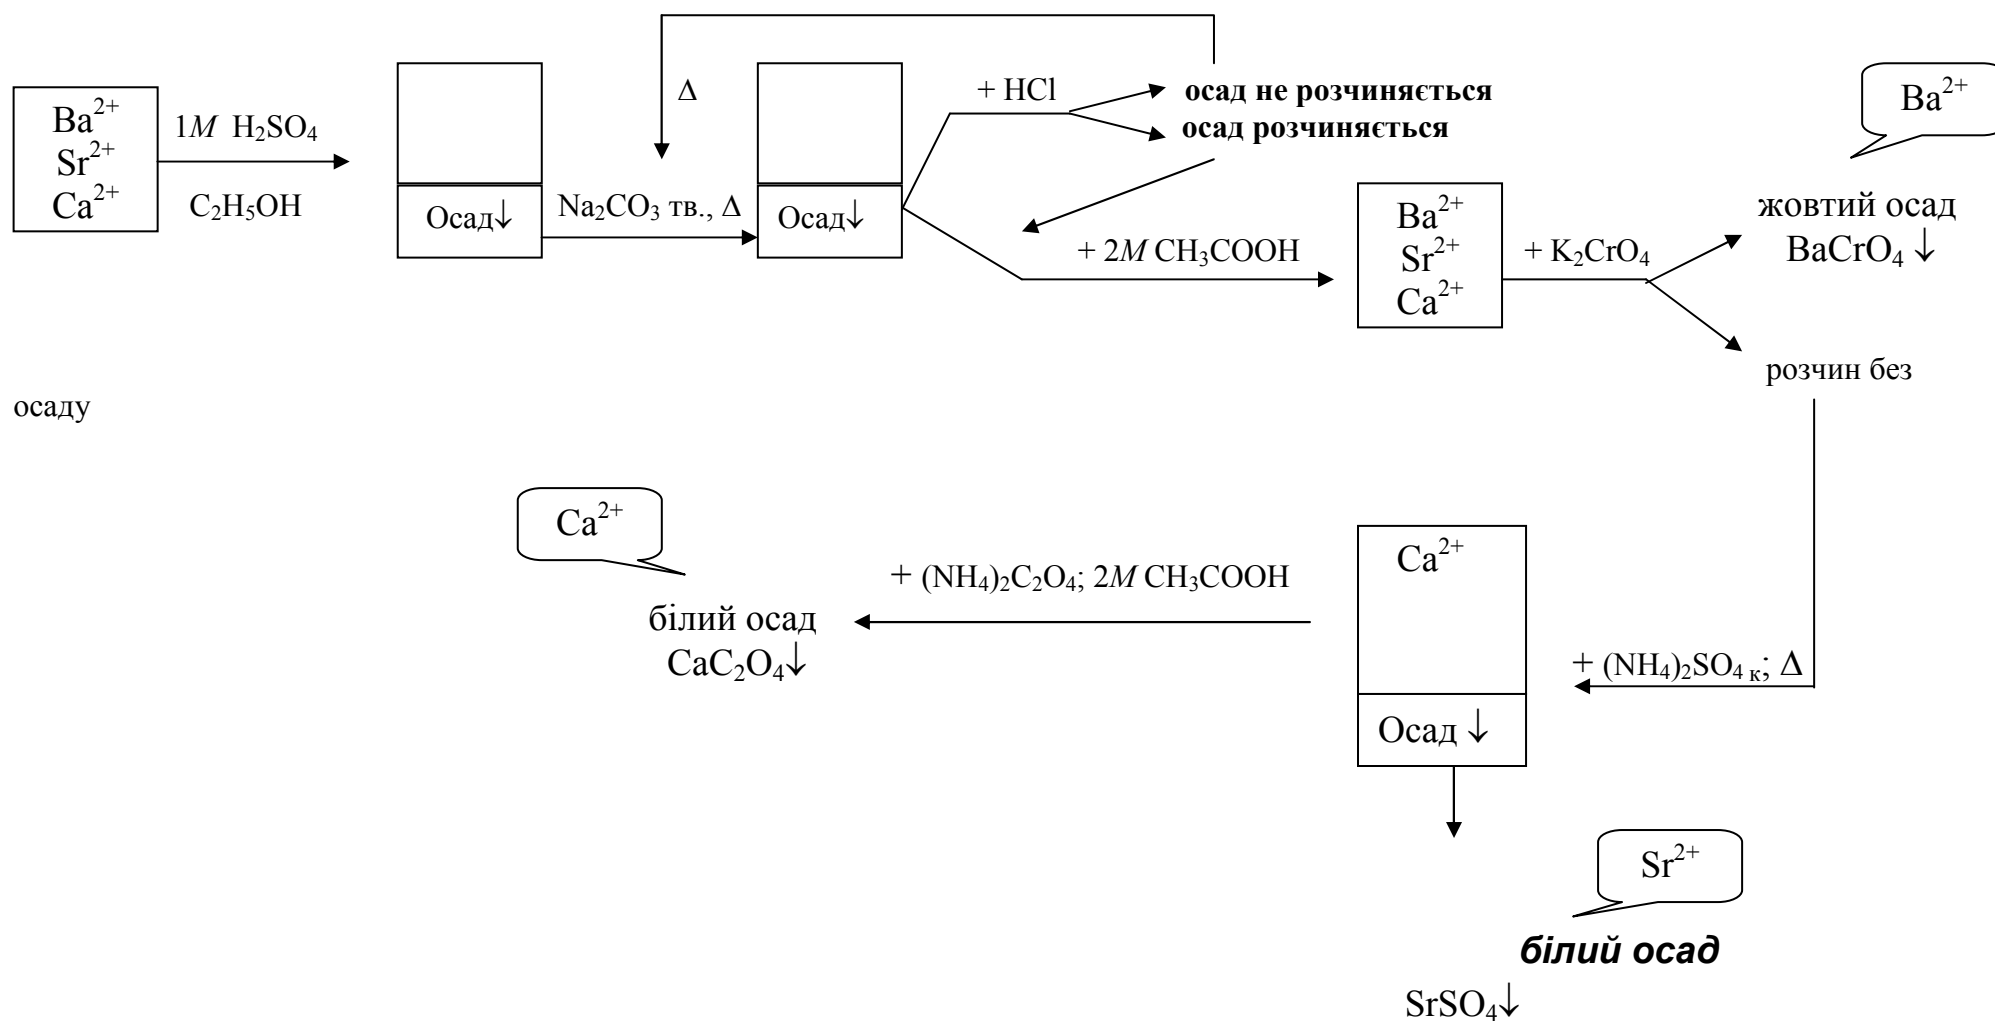 Ba²⁺
Sr²⁺
Ca²⁺
1M H₂SO₄
C₂H₅OH
Осад↓
Na₂CO₃ тв., Δ
Δ
Осад↓
+ HCl
осад не розчиняється
осад розчиняється
+ 2M CH₃COOH
Ba²⁺
Sr²⁺
Ca²⁺
+ K₂CrO₄
Ba²⁺
жовтий осад
BaCrO₄ ↓
розчин без
осаду
Ca²⁺
білий осад
CaC₂O₄↓
+ (NH₄)₂C₂O₄; 2M CH₃COOH
Ca²⁺
Осад ↓
+ (NH₄)₂SO₄ к; Δ
Sr²⁺
білий осад
SrSO₄↓